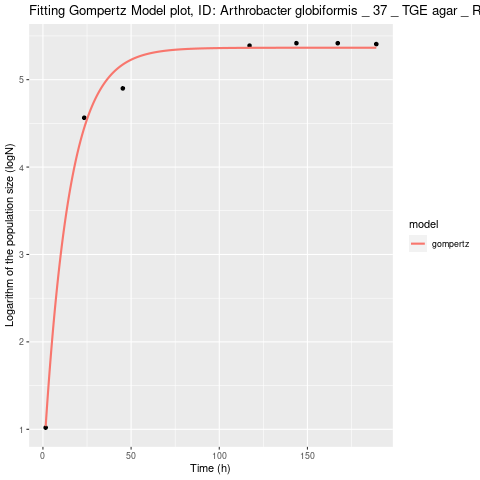 Fitting Gompertz Model plot, ID: Arthrobacter globiformis _ 37 _ TGE agar _ R
Logarithm of the population size (logN)
5
4
3
2
1
0
50
100
150
Time (h)
model
gompertz